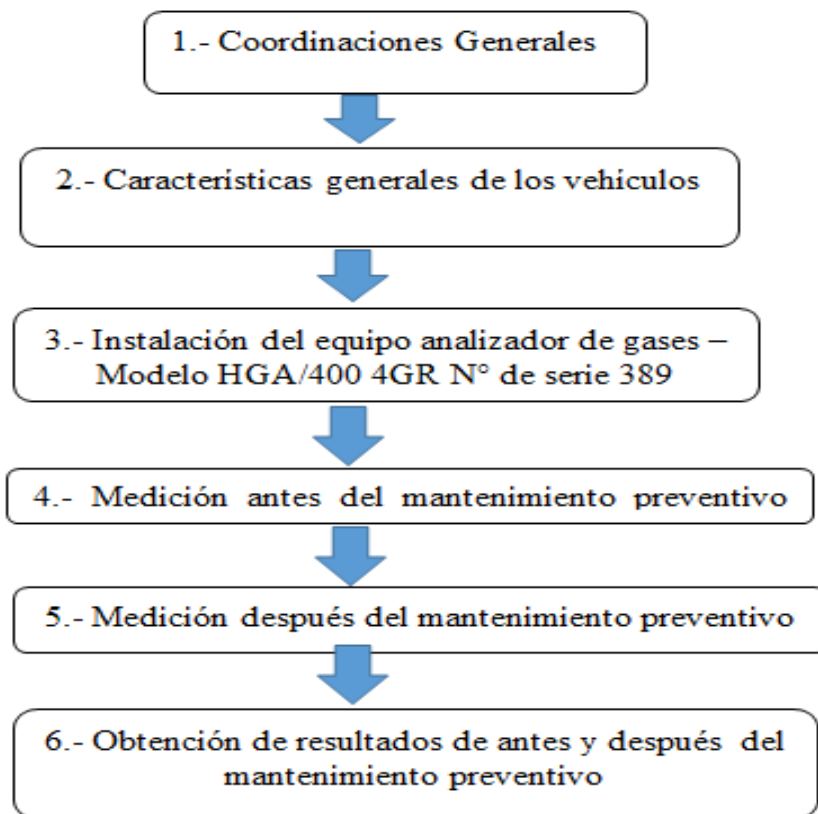 1.- Coordinaciones Generales
2.- Características generales de los vehículos
3.- Instalación del equipo analizador de gases –
Modelo HGA/400 4GR N° de serie 389
4.- Medición antes del mantenimiento preventivo
5.- Medición después del mantenimiento preventivo
6.- Obtención de resultados de antes y después del
mantenimiento preventivo